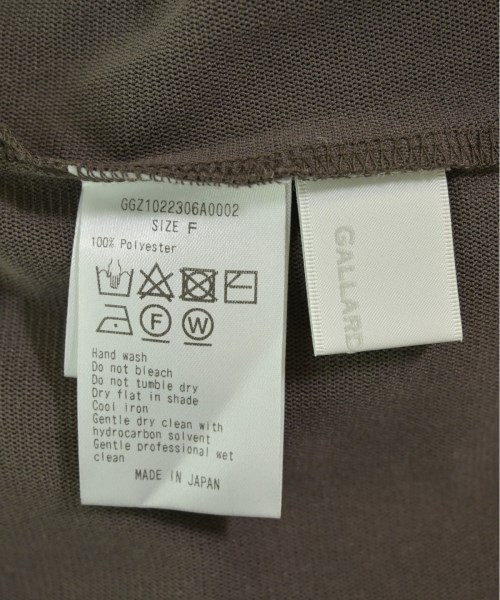 GGZ1022306A0002
SIZE F
100% Polyester
F W
Hand wash
Do not bleach
Do not tumble dry
Dry flat in shade
Cool iron
Gentle dry clean with
hydrocarbon solvent
Gentle professional wet
clean
MADE IN JAPAN
GALLARD